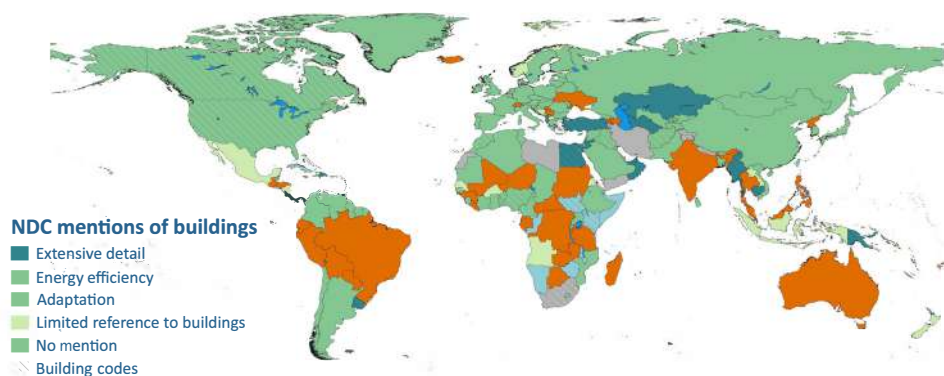 NDC mentions of buildings
Extensive detail
Energy efficiency
Adaptation
Limited reference to buildings
No mention
Building codes